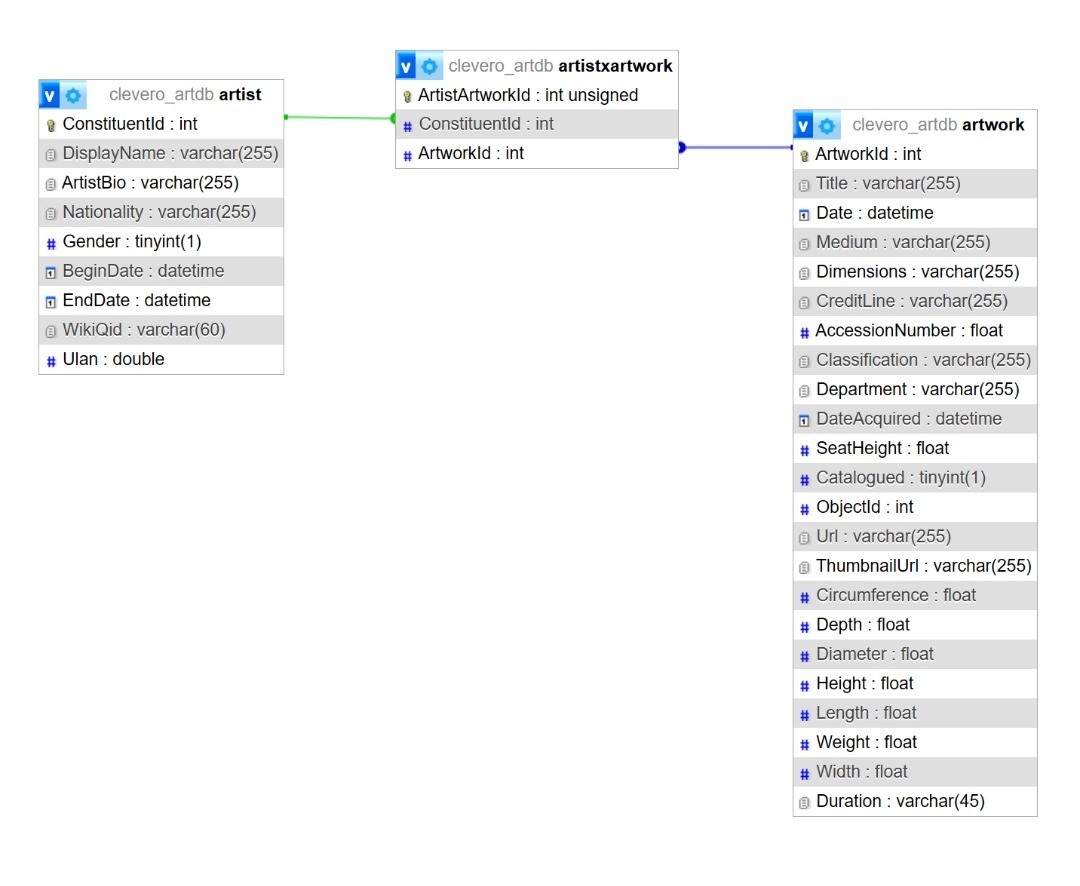 v clevero_artdb artist
ConstituentId : int
DisplayName : varchar(255)
ArtistBio : varchar(255)
Nationality : varchar(255)
# Gender : tinyint(1)
BeginDate : datetime
EndDate : datetime
WikiQid : varchar(60)
# Ulan : double
v clevero_artdb artistxartwork
ArtistArtworkId : int unsigned
# ConstituentId : int
# ArtworkId : int
v clevero_artdb artwork
ArtworkId : int
Title : varchar(255)
Date : datetime
Medium : varchar(255)
Dimensions : varchar(255)
CreditLine : varchar(255)
# AccessionNumber : float
Classification : varchar(255)
Department : varchar(255)
DateAcquired : datetime
# SeatHeight : float
# Catalogued : tinyint(1)
# ObjectId : int
Url : varchar(255)
ThumbnailUrl : varchar(255)
# Circumference : float
# Depth : float
# Diameter : float
# Height : float
# Length : float
# Weight : float
# Width : float
Duration : varchar(45)